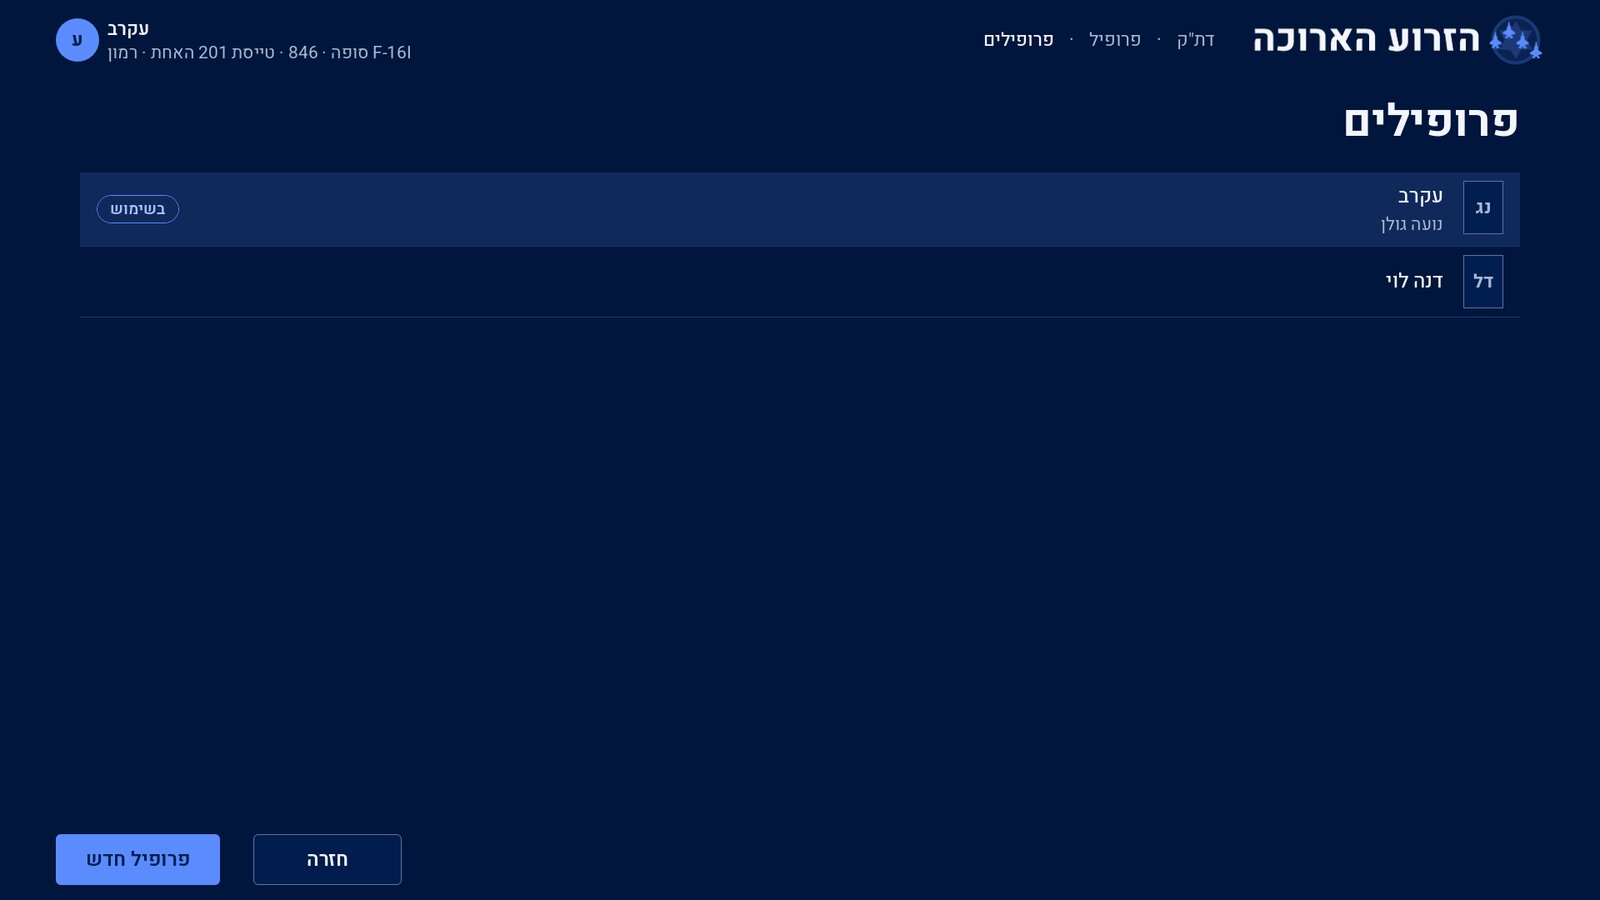 הזרוע הארוכה
דת"ק · פרופיל · פרופילים
עקרב
F-16I סופה · 846 · טייסת 201 האחת · רמון
ע
פרופילים
נג
עקרב
נועה גולן
בשימוש
דל
דנה לוי
חזרה
פרופיל חדש